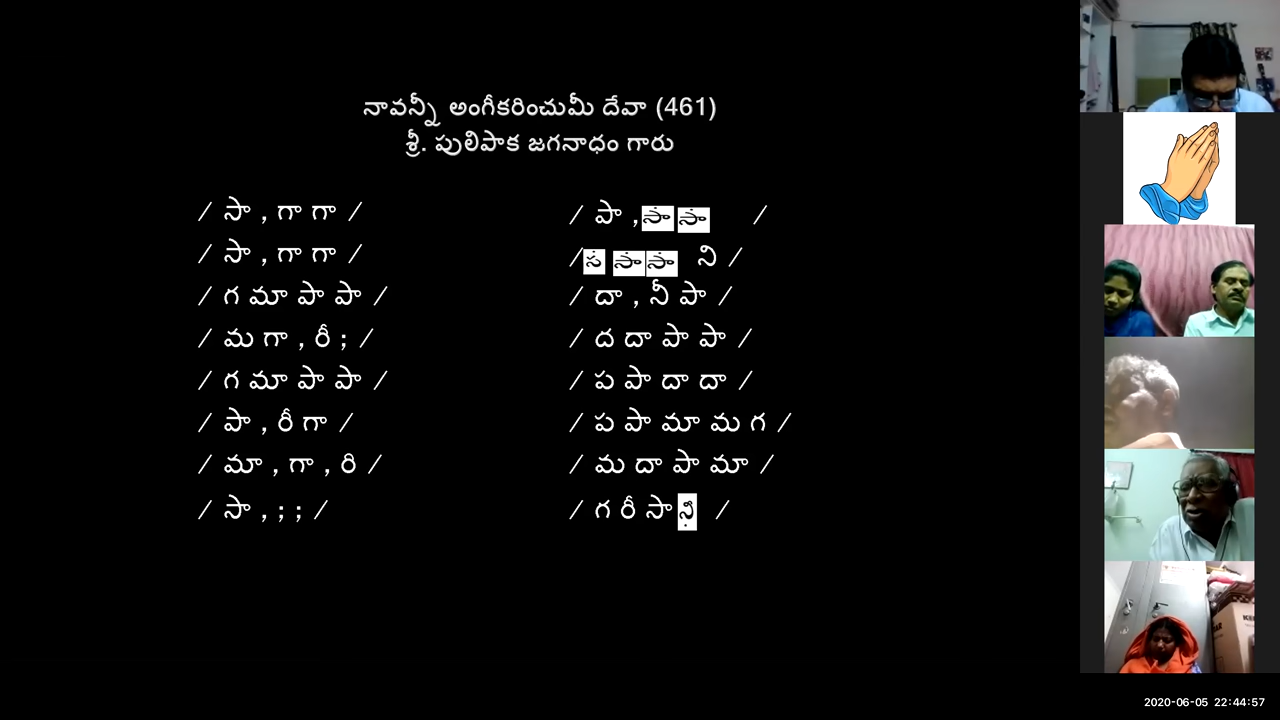 నావన్నీ అంగీకరించుమీ దేవా (461)
శ్రీ. పులిపాక జగనాధం గారు
/ సా , గా గా /
/ సా , గా గా /
/ గ మా పా పా /
/ మ గా , రీ ; /
/ గ మా పా పా /
/ పా , రీ గా /
/ మా , గా , రి /
/ సా , ; ; /
/ పా , సా̇ సా̇ /
/ స̇ సా̇ సా̇ ని /
/ దా , నీ పా /
/ ద దా పా పా /
/ ప పా దా దా /
/ ప పా మా మ గ /
/ మ దా పా మా /
/ గ రీ సా ని̣ /
2020-06-05 22:44:57